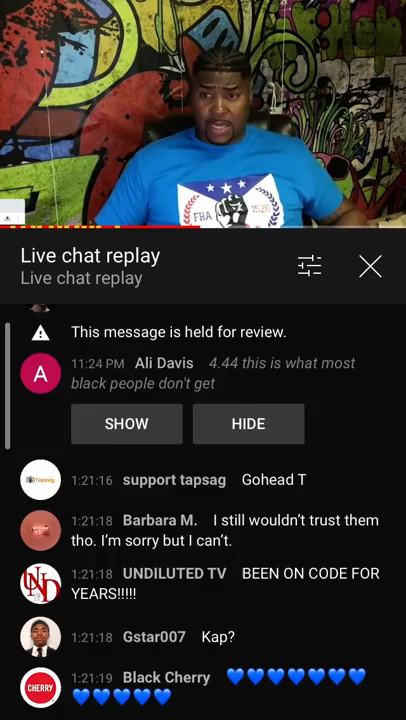 FBA
Live chat replay
Live chat replay
This message is held for review.
11:24 PM Ali Davis 4.44 this is what most
black people don't get
A
SHOW HIDE
Tapsag
1:21:16 support tapsag Gohead T
1:21:18 Barbara M. I still wouldn't trust them
tho. I'm sorry but I can't.
1:21:18 UNDILUTED TV BEEN ON CODE FOR
YEARS!!!!!
1:21:18 Gstar007 Kap?
CHERRY
1:21:19 Black Cherry 💙💙💙💙💙💙💙
💙💙💙💙💙